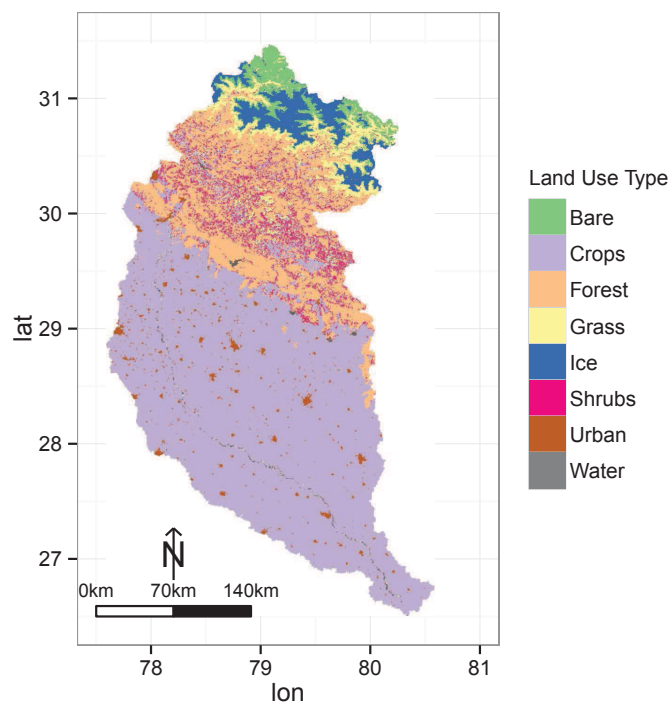 31
30
29
28
27
lat
N
0km 70km 140km
78 79 80 81
lon
Land Use Type
Bare
Crops
Forest
Grass
Ice
Shrubs
Urban
Water